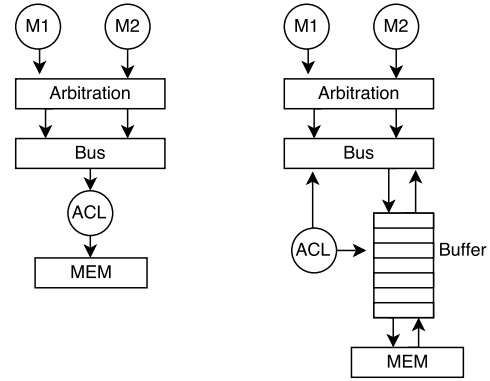 M1 M2
Arbitration
Bus
ACL
MEM
M1 M2
Arbitration
Bus
ACL
Buffer
MEM